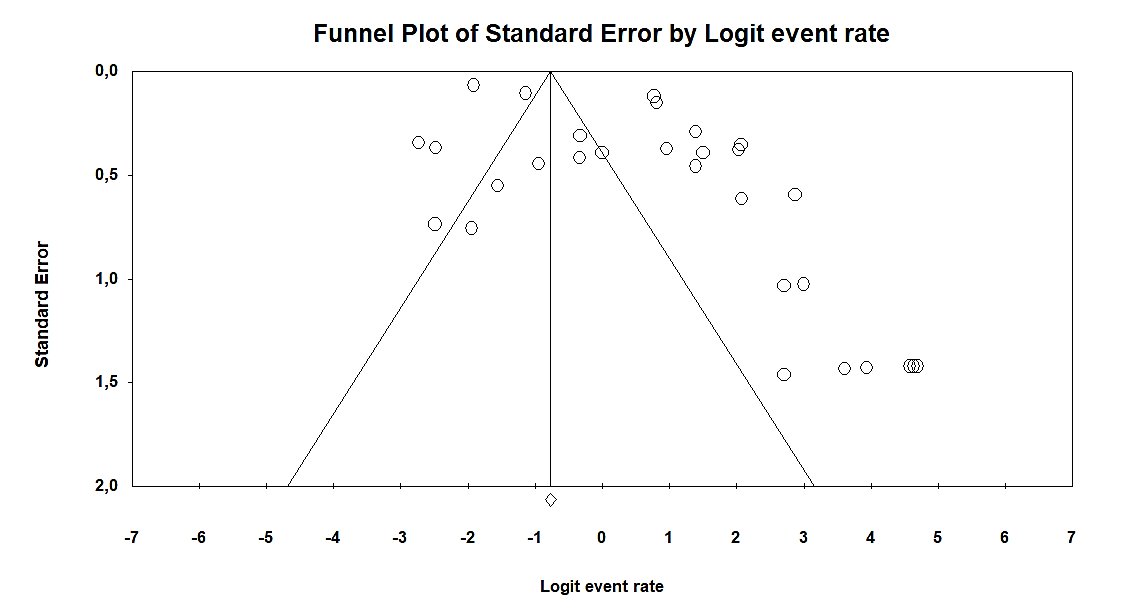 Funnel Plot of Standard Error by Logit event rate
0,0
0,5
1,0
1,5
2,0
Standard Error
-7 -6 -5 -4 -3 -2 -1 0 1 2 3 4 5 6 7
Logit event rate